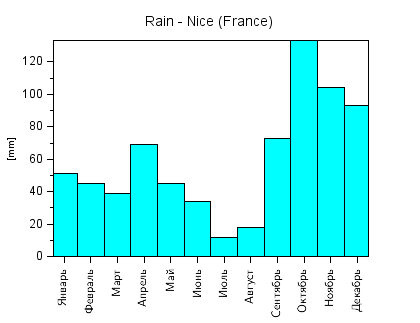 Rain - Nice (France)
120
100
80
60
40
20
0
[mm]
Январь
Февраль
Март
Апрель
Май
Июнь
Июль
Август
Сентябрь
Октябрь
Ноябрь
Декабрь